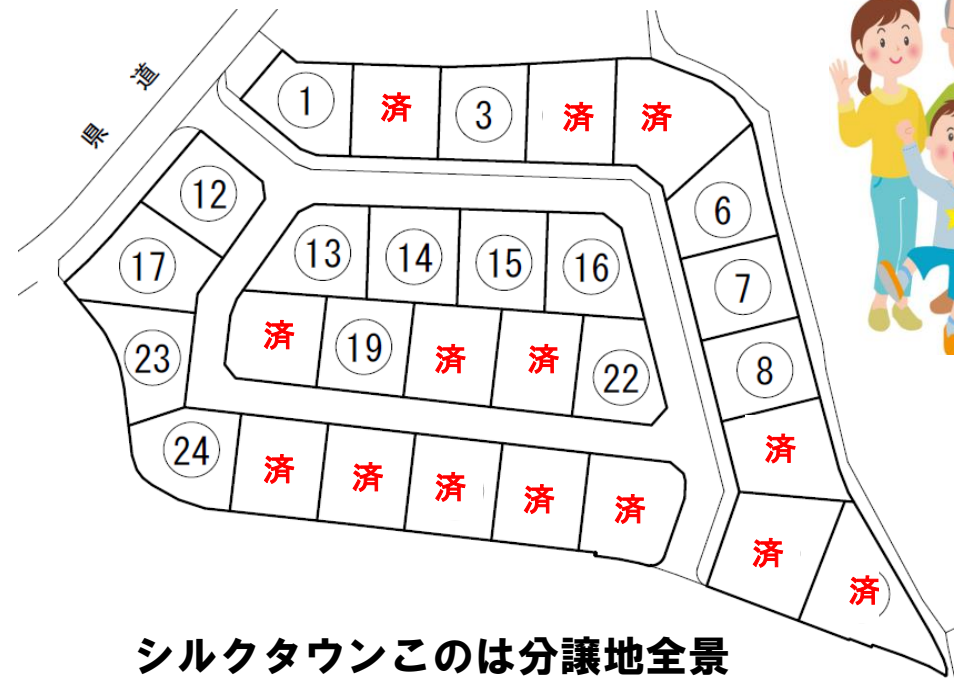 県道
① 済 ③ 済 済
⑫ ⑥
⑰ ⑬ ⑭ ⑮ ⑯ ⑦
㉓ 済 ⑲ 済 済 ㉒ ⑧
㉔ 済 済 済 済 済 済
済 済
シルクタウンこのは分譲地全景